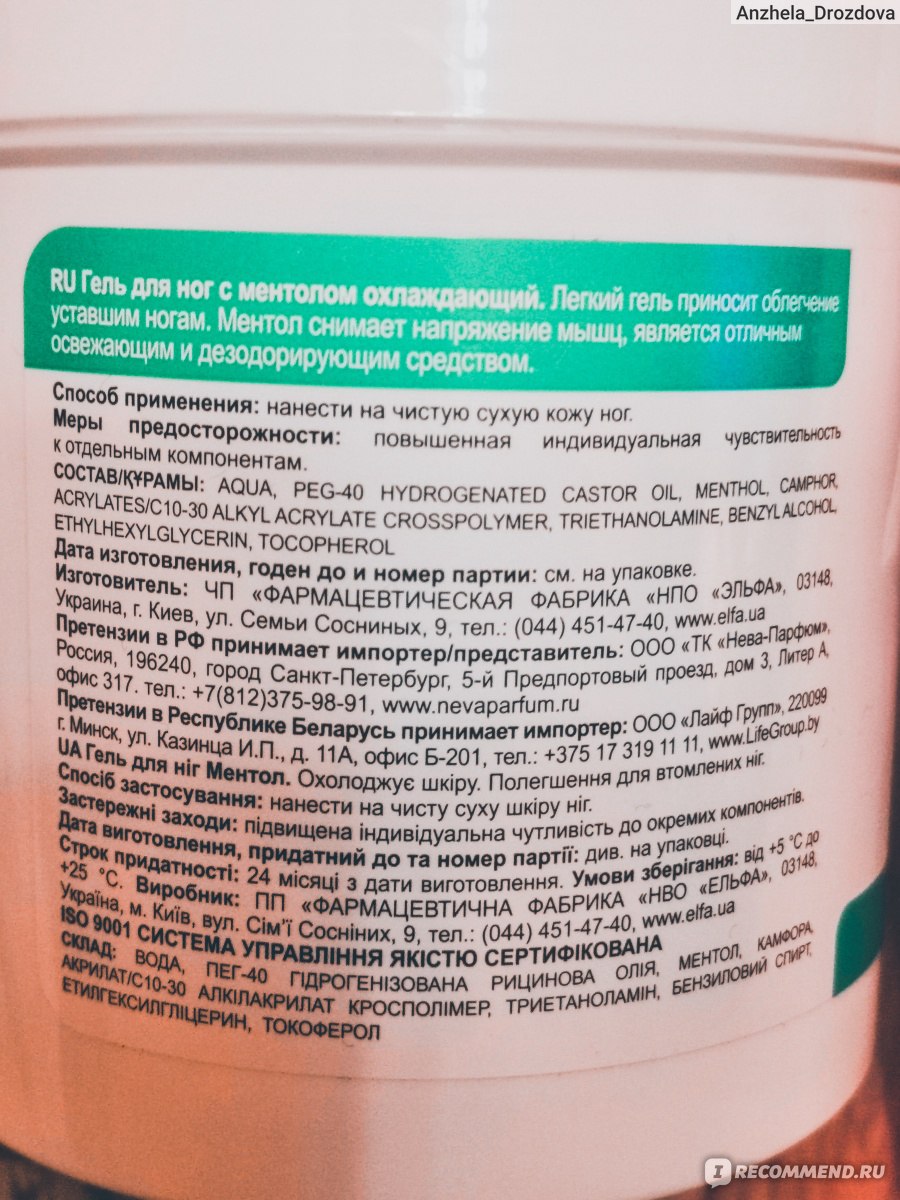 Anzhela_Drozdova
RU Гель для ног с ментолом охлаждающий. Легкий гель приносит облегчение
уставшим ногам. Ментол снимает напряжение мышц, является отличным
освежающим и дезодорирующим средством.
Способ применения: нанести на чистую сухую кожу ног.
Меры предосторожности: повышенная индивидуальная чувствительность
к отдельным компонентам.
СОСТАВ/ҚҰРАМЫ: AQUA, PEG-40 HYDROGENATED CASTOR OIL, MENTHOL, CAMPHOR,
ACRYLATES/C10-30 ALKYL ACRYLATE CROSSPOLYMER, TRIETHANOLAMINE, BENZYL ALCOHOL,
ETHYLHEXYLGLYCERIN, TOCOPHEROL
Дата изготовления, годен до и номер партии: см. на упаковке.
Изготовитель: ЧП «ФАРМАЦЕВТИЧЕСКАЯ ФАБРИКА «НПО «ЭЛЬФА», 03148,
Украина, г. Киев, ул. Семьи Сосниных, 9, тел.: (044) 451-47-40, www.elfa.ua
Претензии в РФ принимает импортер/представитель: ООО «ТК «Нева-Парфюм»,
Россия, 196240, город Санкт-Петербург, 5-й Предпортовый проезд, дом 3, Литер А,
офис 317. тел.: +7(812)375-98-91, www.nevaparfum.ru
Претензии в Республике Беларусь принимает импортер: ООО «Лайф Групп», 220099
г. Минск, ул. Казинца И.П., д. 11А, офис Б-201, тел.: +375 17 319 11 11, www.LifeGroup.by
UA Гель для ніг Ментол. Охолоджує шкіру. Полегшення для втомлених ніг.
Спосіб застосування: нанести на чисту суху шкіру ніг.
Застережні заходи: підвищена індивідуальна чутливість до окремих компонентів.
Дата виготовлення, придатний до та номер партії: див. на упаковці.
Строк придатності: 24 місяці з дати виготовлення. Умови зберігання: від +5 °С до
+25 °С. Виробник: ПП «ФАРМАЦЕВТИЧНА ФАБРИКА «НВО «ЕЛЬФА», 03148,
Україна, м. Київ, вул. Сім'ї Сосніних, 9, тел.: (044) 451-47-40, www.elfa.ua
ISO 9001 СИСТЕМА УПРАВЛІННЯ ЯКІСТЮ СЕРТИФІКОВАНА
СКЛАД: ВОДА, ПЕГ-40 ГІДРОГЕНІЗОВАНА РИЦИНОВА ОЛІЯ, МЕНТОЛ, КАМФОРА,
АКРИЛАТ/С10-30 АЛКІЛАКРИЛАТ КРОСПОЛІМЕР, ТРИЕТАНОЛАМІН, БЕНЗИЛОВИЙ СПИРТ,
ЕТИЛГЕКСИЛГЛІЦЕРИН, ТОКОФЕРОЛ
I RECOMMEND.RU